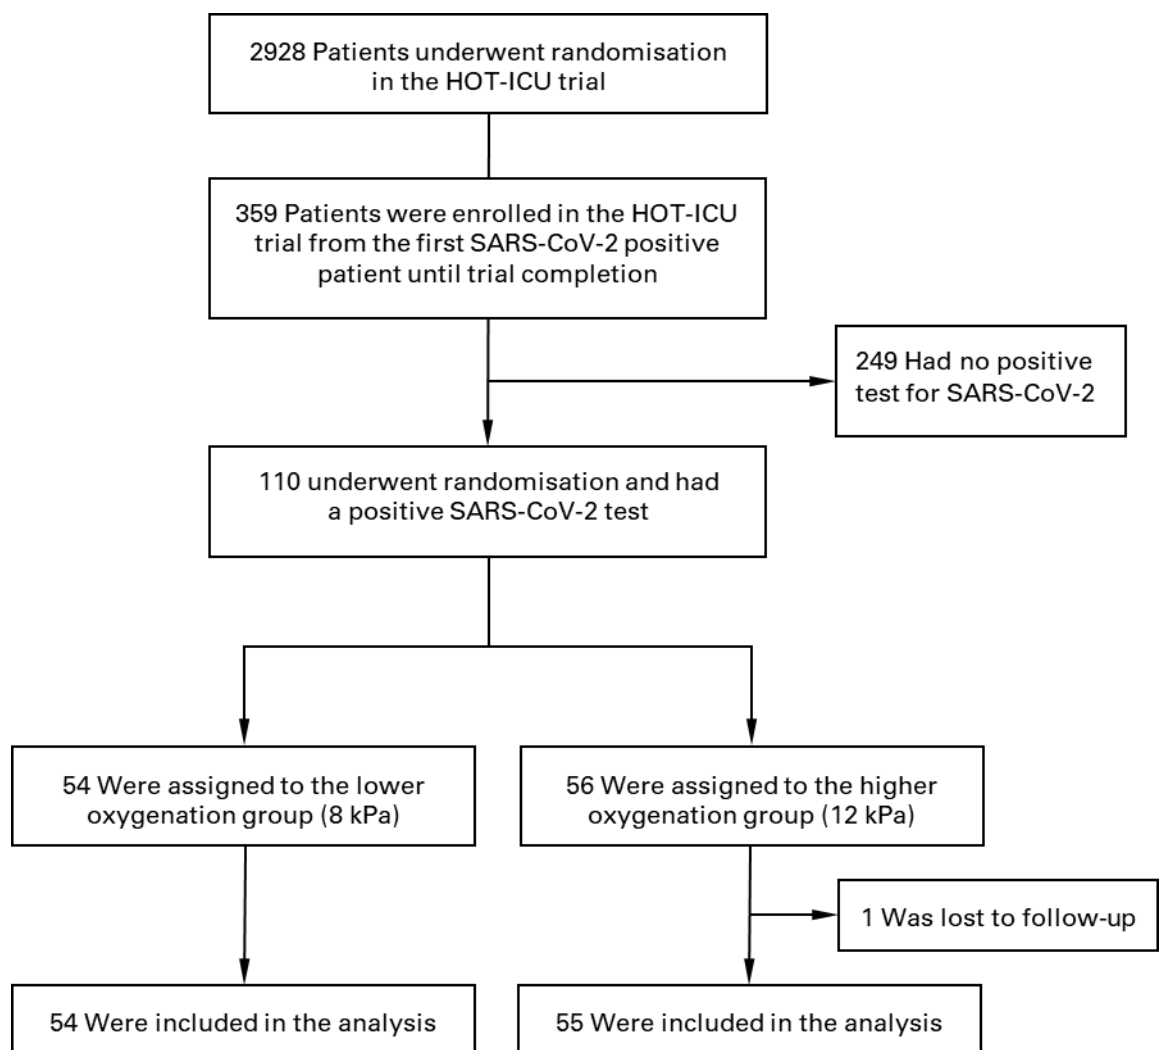 2928 Patients underwent randomisation
in the HOT-ICU trial
359 Patients were enrolled in the HOT-ICU
trial from the first SARS-CoV-2 positive
patient until trial completion
249 Had no positive
test for SARS-CoV-2
110 underwent randomisation and had
a positive SARS-CoV-2 test
54 Were assigned to the lower
oxygenation group (8 kPa)
56 Were assigned to the higher
oxygenation group (12 kPa)
1 Was lost to follow-up
54 Were included in the analysis
55 Were included in the analysis